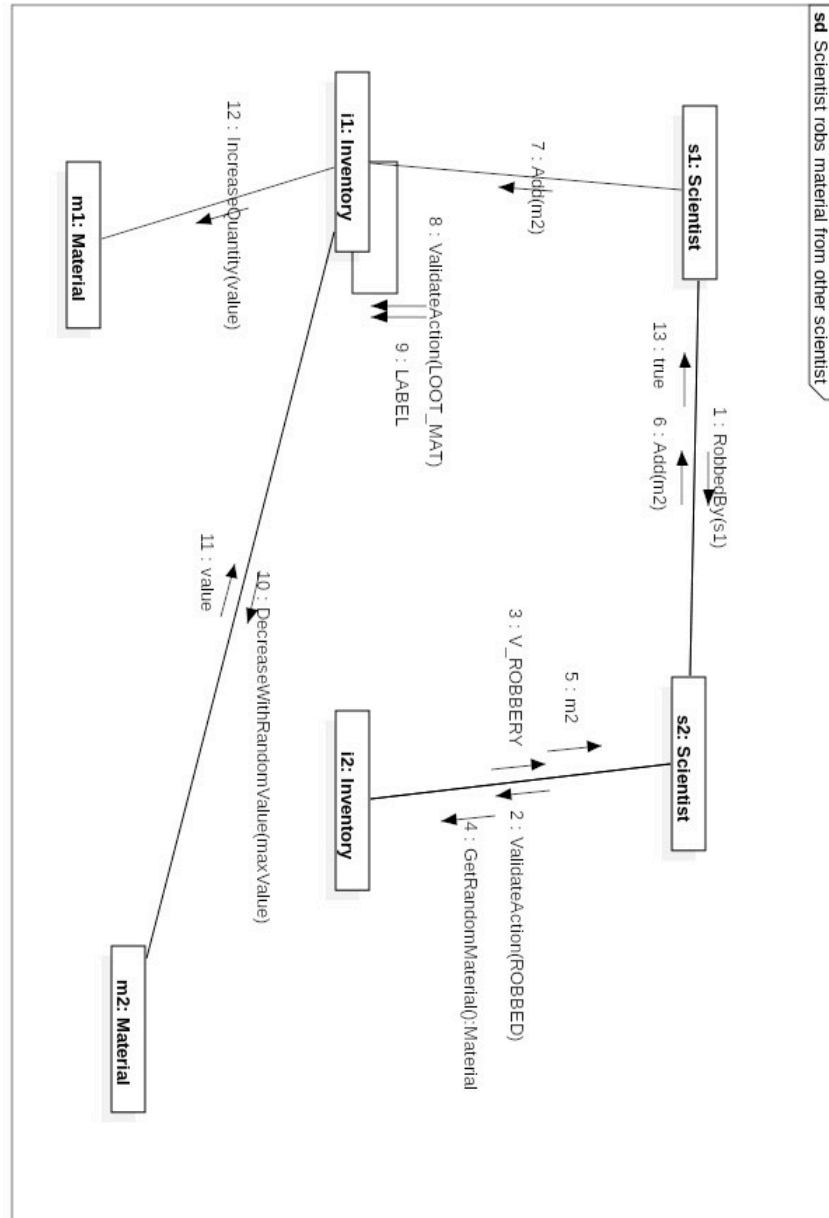 sd Scientist robs material from other scientist
s1: Scientist
1 : RobbedBy(s1)
13 : true
6 : Add(m2)
s2: Scientist
7 : Add(m2)
3 : V_ROBBERY
5 : m2
2 : ValidateAction(ROBBED)
4 : GetRandomMaterial():Material
i1: Inventory
8 : ValidateAction(LOOT_MAT)
9 : LABEL
i2: Inventory
12 : IncreaseQuantity(value)
10 : DecreaseWithRandomValue(maxValue)
11 : value
m1: Material
m2: Material